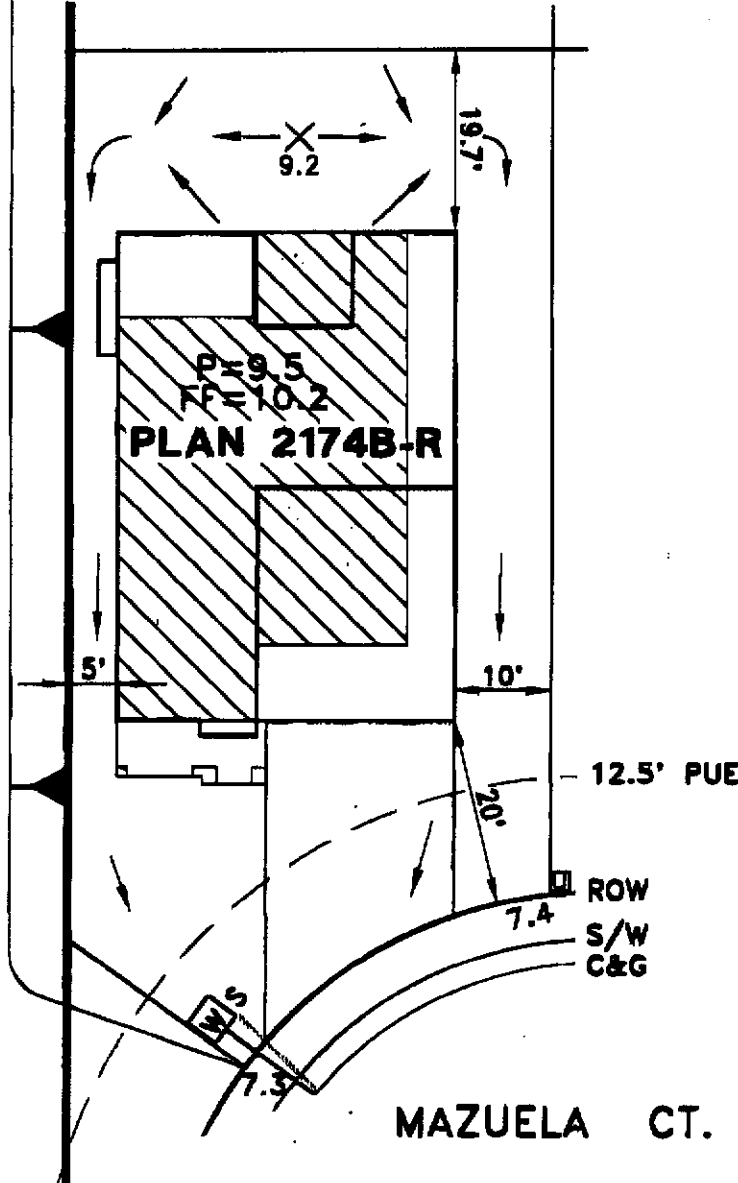 19.7'
9.2
P=9.5
FF=10.2
PLAN 2174B-R
5'
10'
12.5' PUE
20'
ROW
7.4
S/W
C&G
S
W
7.3
MAZUELA CT.